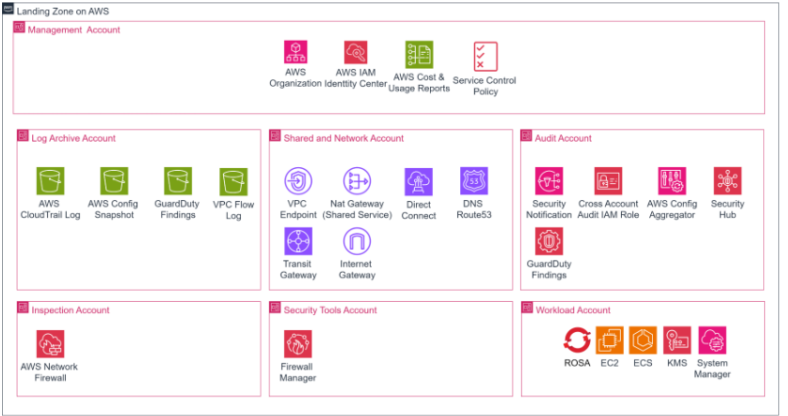 Landing Zone on AWS
Management Account
AWS
Organization
AWS IAM
Identtity Center
AWS Cost &
Usage Reports
Service Control
Policy
Log Archive Account
AWS
CloudTrail Log
AWS Config
Snapshot
GuardDuty
Findings
VPC Flow
Log
Shared and Network Account
VPC
Endpoint
Nat Gateway
(Shared Service)
Direct
Connect
53
DNS
Route53
Transit
Gateway
Internet
Gateway
Audit Account
Security
Notification
Cross Account
Audit IAM Role
AWS Config
Aggregator
Security
Hub
GuardDuty
Findings
Inspection Account
AWS Network
Firewall
Security Tools Account
Firewall
Manager
Workload Account
ROSA
EC2
ECS
KMS
System
Manager